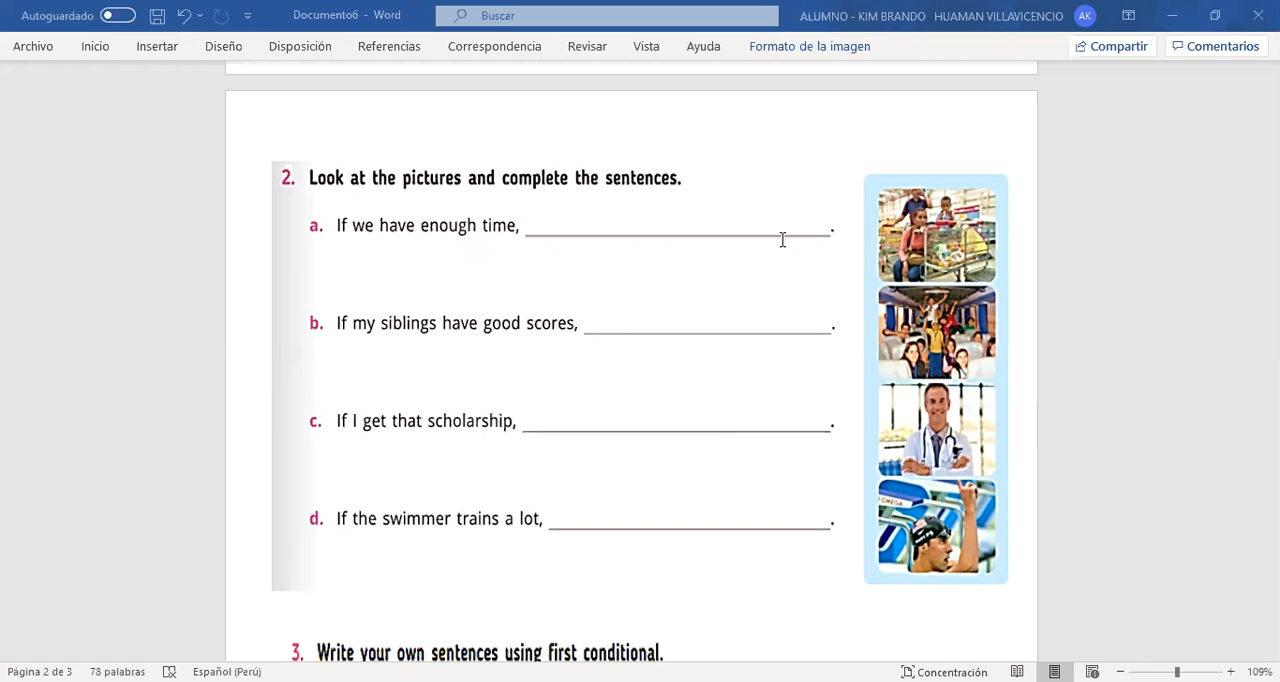 Autoguardado
Documento6 - Word
Buscar
ALUMNO - KIM BRANDO HUAMAN VILLAVICENCIO
AK
Archivo Inicio Insertar Diseño Disposición Referencias Correspondencia Revisar Vista Ayuda Formato de la imagen Compartir Comentarios
2. Look at the pictures and complete the sentences.
a. If we have enough time, ____________________.
b. If my siblings have good scores, ____________________.
c. If I get that scholarship, ____________________.
d. If the swimmer trains a lot, ____________________.
OMEGA
3. Write your own sentences using first conditional.
Página 2 de 3 78 palabras Español (Perú) Concentración 109%